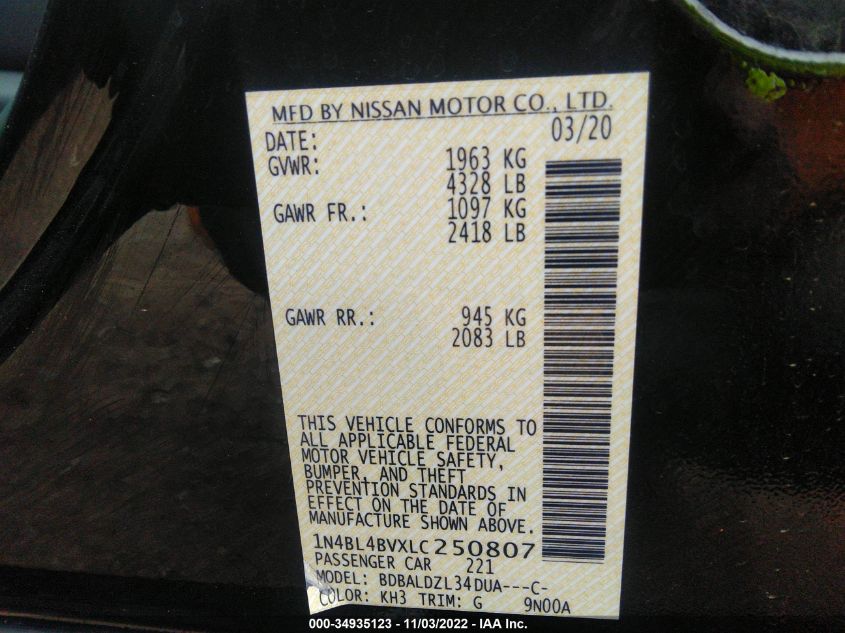 MFD BY NISSAN MOTOR CO., LTD.
DATE: 03/20
GVWR: 1963 KG
4328 LB
GAWR FR.: 1097 KG
2418 LB
GAWR RR.: 945 KG
2083 LB
THIS VEHICLE CONFORMS TO
ALL APPLICABLE FEDERAL
MOTOR VEHICLE SAFETY,
BUMPER, AND THEFT
PREVENTION STANDARDS IN
EFFECT ON THE DATE OF
MANUFACTURE SHOWN ABOVE.
1N4BL4BVXLC250807
PASSENGER CAR 221
MODEL: BDBALDZL34DUA---C-
COLOR: KH3 TRIM: G 9N00A
000-34935123 - 11/03/2022 - IAA Inc.